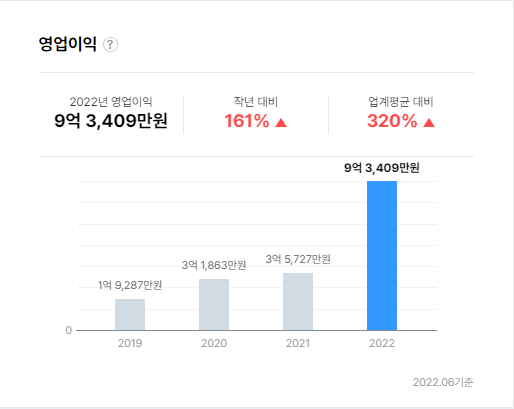 영업이익 ?
2022년 영업이익 작년 대비 업계평균 대비
9억 3,409만원 161% ▲ 320% ▲
9억 3,409만원
3억 5,727만원
3억 1,863만원
1억 9,287만원
0
2019 2020 2021 2022
2022.06기준